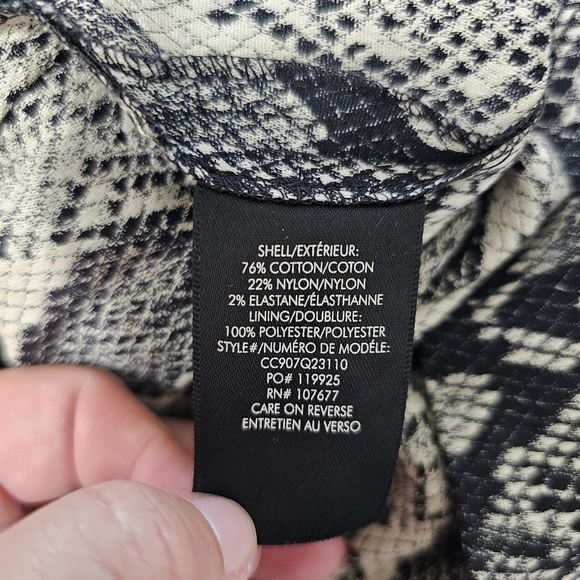 SHELL/EXTÉRIEUR:
76% COTTON/COTON
22% NYLON/NYLON
2% ELASTANE/ÉLASTHANNE
LINING/DOUBLURE:
100% POLYESTER/POLYESTER
STYLE#/NUMÉRO DE MODÉLE:
CC907Q23110
PO# 119925
RN# 107677
CARE ON REVERSE
ENTRETIEN AU VERSO